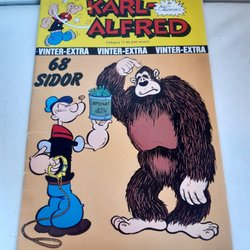 KARL-
ALFRED
VINTER-EXTRA VINTER-EXTRA VINTER-EXTRA
68
SIDOR
SPENAT